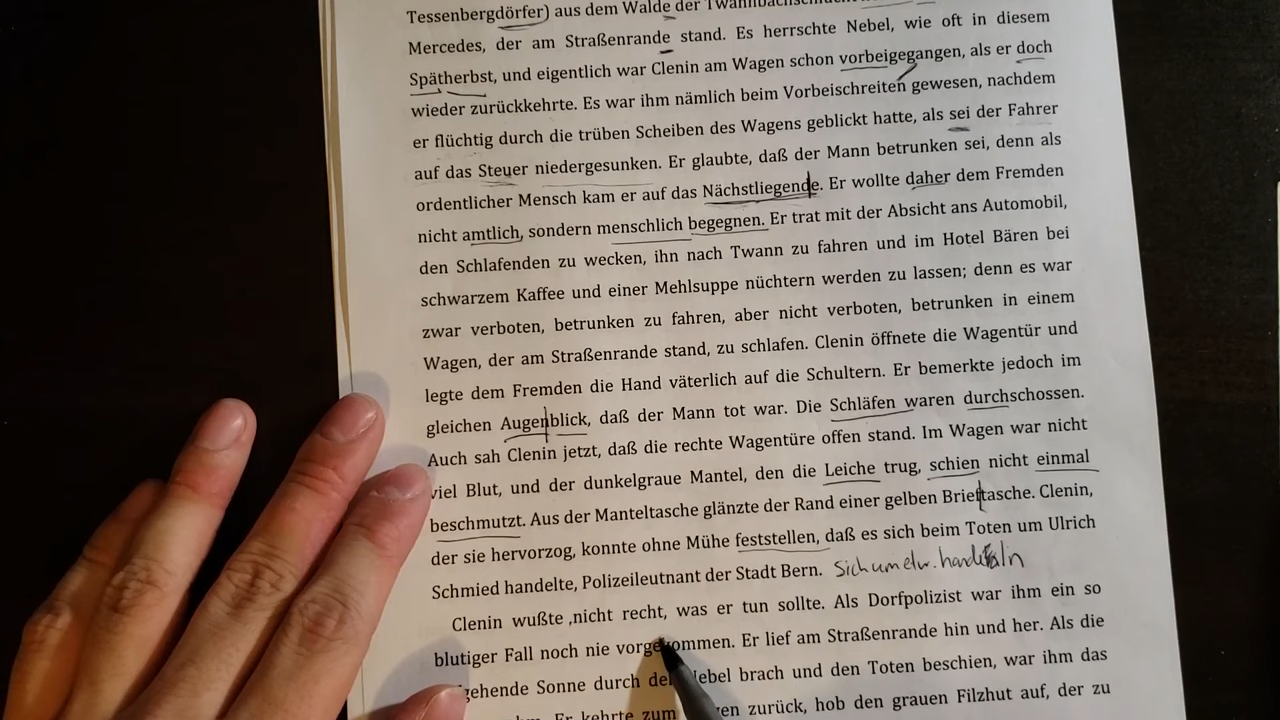 Tessenbergdörfer) aus dem Walde der Twannbachschlucht
Mercedes, der am Straßenrande stand. Es herrschte Nebel, wie oft in diesem
Spätherbst, und eigentlich war Clenin am Wagen schon vorbeigegangen, als er doch
wieder zurückkehrte. Es war ihm nämlich beim Vorbeischreiten gewesen, nachdem
er flüchtig durch die trüben Scheiben des Wagens geblickt hatte, als sei der Fahrer
auf das Steuer niedergesunken. Er glaubte, daß der Mann betrunken sei, denn als
ordentlicher Mensch kam er auf das Nächstliegende. Er wollte daher dem Fremden
nicht amtlich, sondern menschlich begegnen. Er trat mit der Absicht ans Automobil,
den Schlafenden zu wecken, ihn nach Twann zu fahren und im Hotel Bären bei
schwarzem Kaffee und einer Mehlsuppe nüchtern werden zu lassen; denn es war
zwar verboten, betrunken zu fahren, aber nicht verboten, betrunken in einem
Wagen, der am Straßenrande stand, zu schlafen. Clenin öffnete die Wagentür und
legte dem Fremden die Hand väterlich auf die Schultern. Er bemerkte jedoch im
gleichen Augenblick, daß der Mann tot war. Die Schläfen waren durchschossen.
Auch sah Clenin jetzt, daß die rechte Wagentüre offen stand. Im Wagen war nicht
viel Blut, und der dunkelgraue Mantel, den die Leiche trug, schien nicht einmal
beschmutzt. Aus der Manteltasche glänzte der Rand einer gelben Brieftasche. Clenin,
der sie hervorzog, konnte ohne Mühe feststellen, daß es sich beim Toten um Ulrich
Schmied handelte, Polizeileutnant der Stadt Bern. sich um etw. handeln
Clenin wußte nicht recht, was er tun sollte. Als Dorfpolizist war ihm ein so
blutiger Fall noch nie vorgekommen. Er lief am Straßenrande hin und her. Als die
gehende Sonne durch den Nebel brach und den Toten beschien, war ihm das
Er kehrte zum zurück, hob den grauen Filzhut auf, der zu